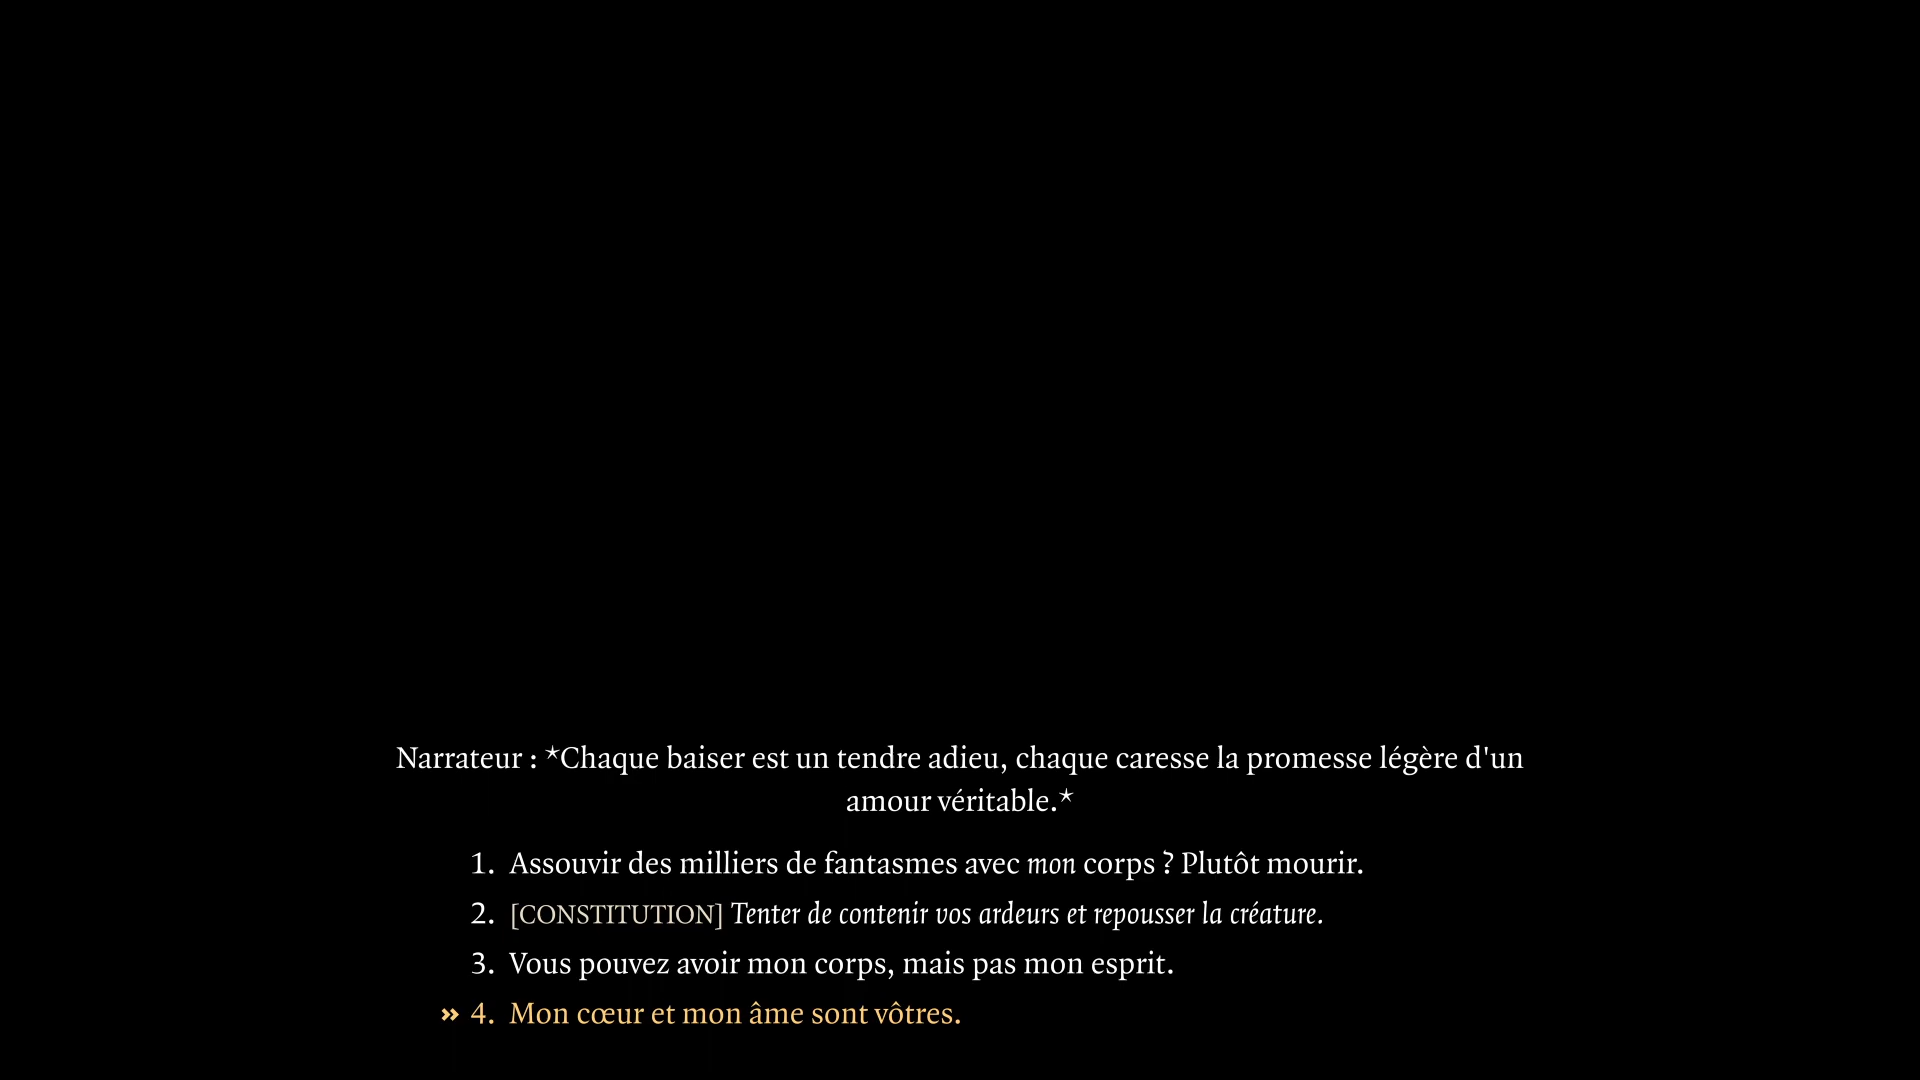 Narrateur : *Chaque baiser est un tendre adieu, chaque caresse la promesse légère d'un
amour véritable.*
1. Assouvir des milliers de fantasmes avec mon corps ? Plutôt mourir.
2. [CONSTITUTION] Tenter de contenir vos ardeurs et repousser la créature.
3. Vous pouvez avoir mon corps, mais pas mon esprit.
» 4. Mon cœur et mon âme sont vôtres.